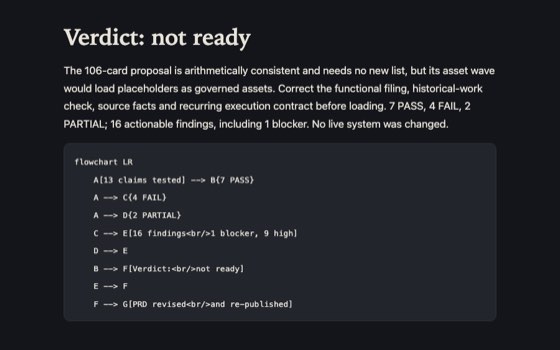 Verdict: not ready
The 106-card proposal is arithmetically consistent and needs no new list, but its asset wave
would load placeholders as governed assets. Correct the functional filing, historical-work
check, source facts and recurring execution contract before loading. 7 PASS, 4 FAIL, 2
PARTIAL; 16 actionable findings, including 1 blocker. No live system was changed.
flowchart LR
A[13 claims tested] --> B{7 PASS}
A --> C{4 FAIL}
A --> D{2 PARTIAL}
C --> E[16 findings<br/>1 blocker, 9 high]
D --> E
B --> F[Verdict:<br/>not ready]
E --> F
F --> G[PRD revised<br/>and re-published]